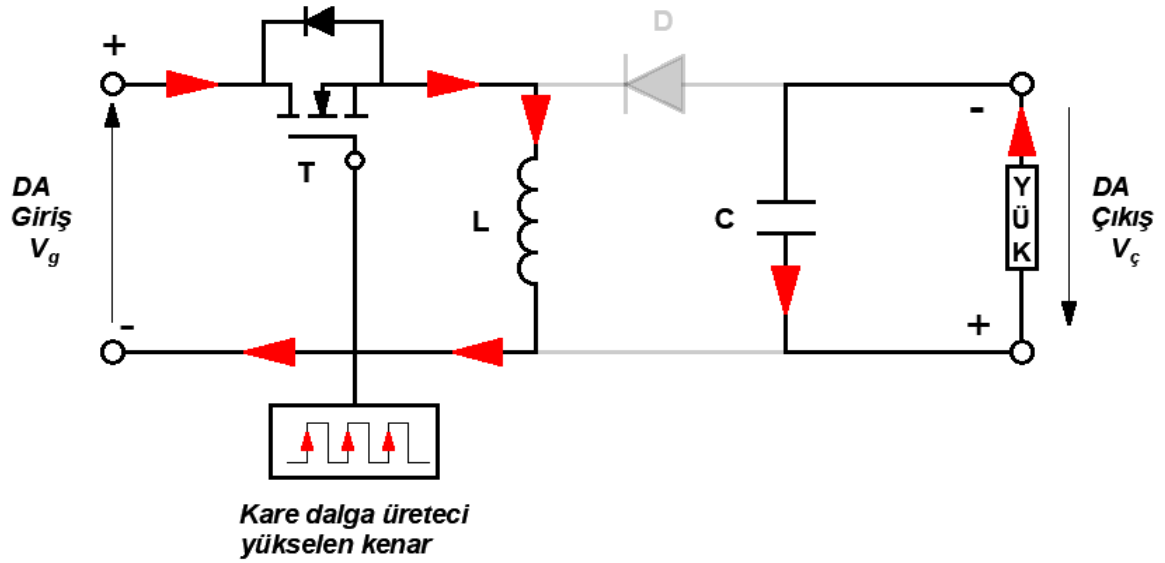 D
+
-
T
DA
Giriş
Vg
L
C
Y
Ü
K
DA
Çıkış
Vç
-
+
Kare dalga üreteci
yükselen kenar